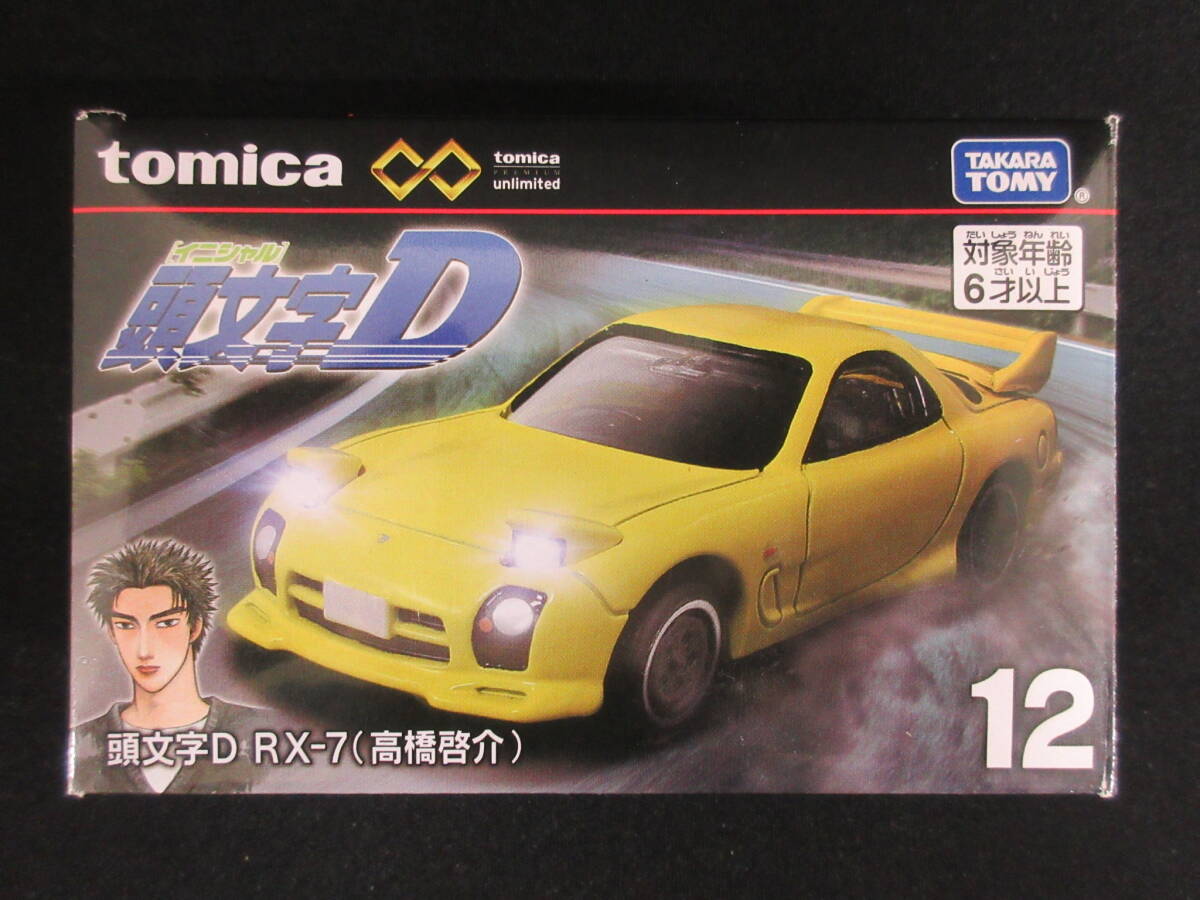 tomica
tomica
PREMIUM
unlimited
TAKARA
TOMY
®
イニシャル
頭文字D
たいしょうねんれい
対象年齢
さいいじょう
6才以上
頭文字D RX-7(高橋啓介)
12